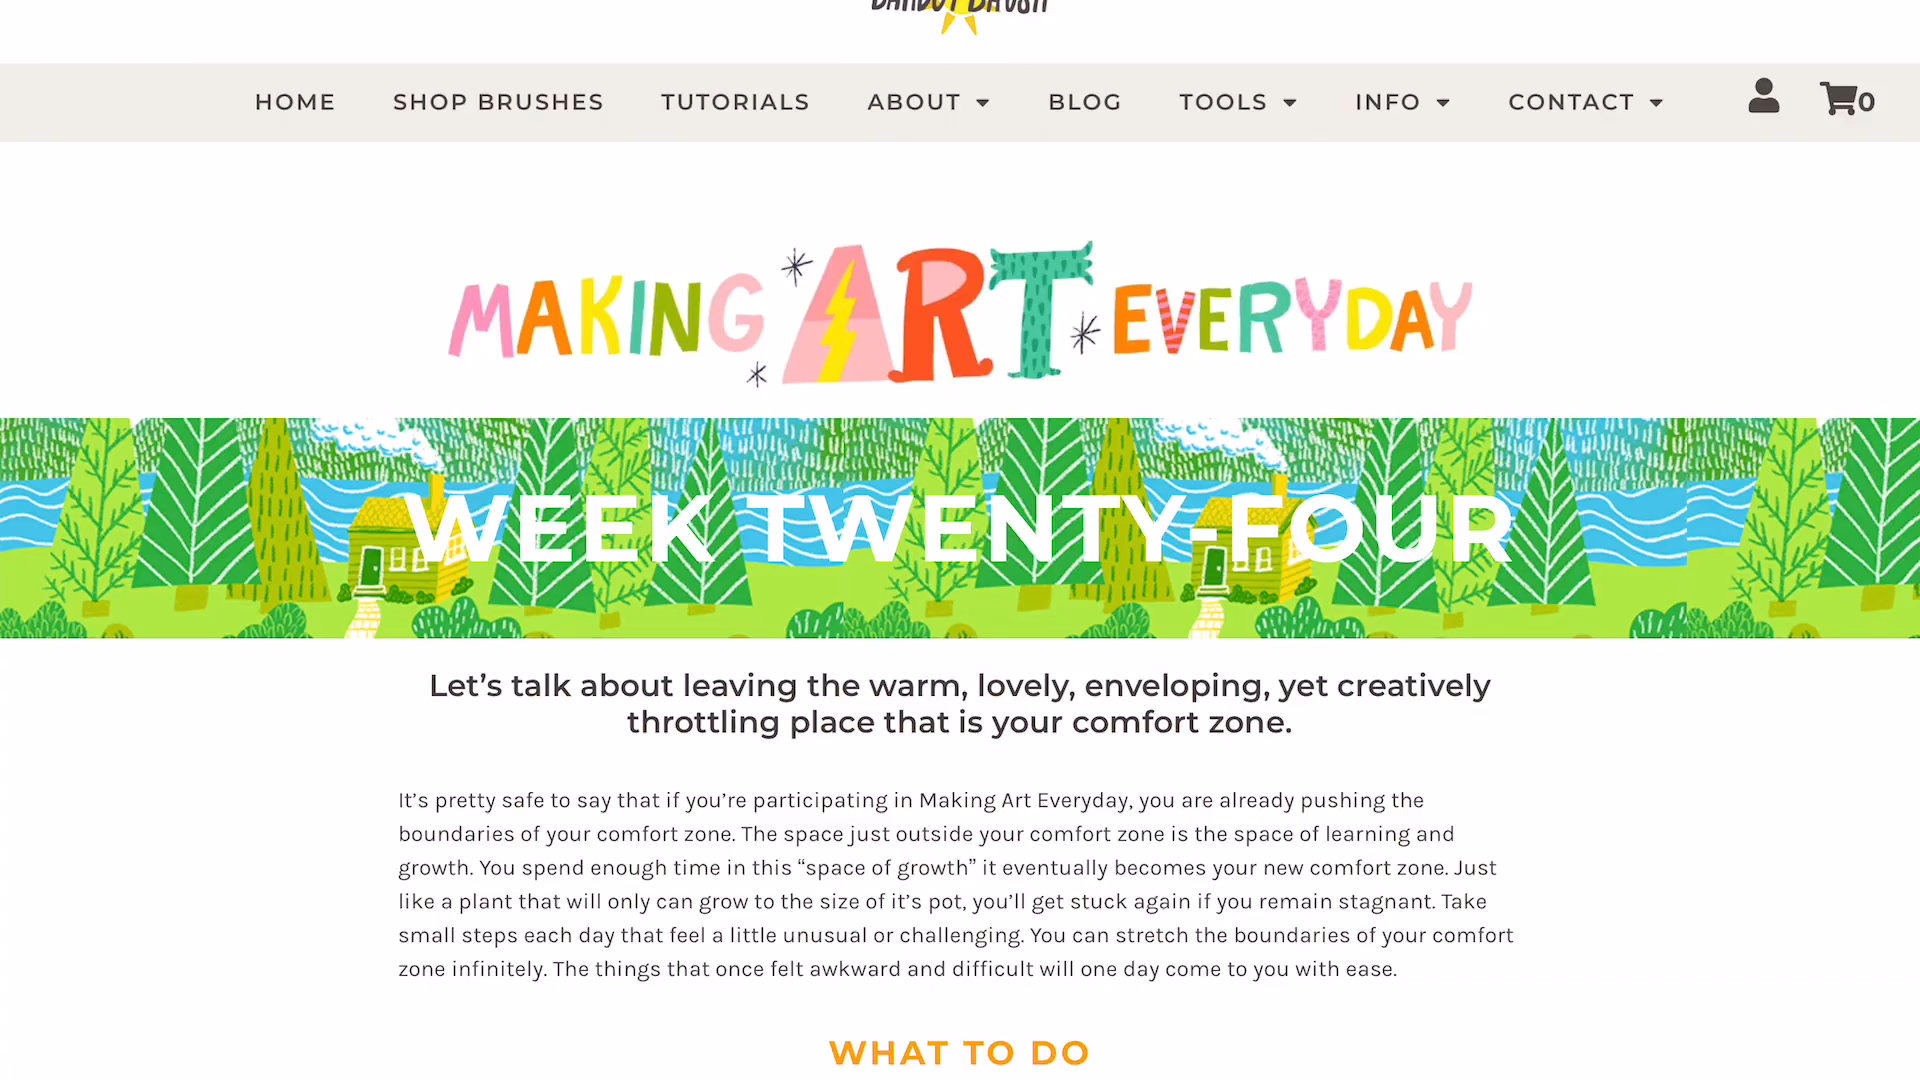 HOME SHOP BRUSHES TUTORIALS ABOUT BLOG TOOLS INFO CONTACT 0
MAKING ART EVERYDAY
WEEK TWENTY-FOUR
Let’s talk about leaving the warm, lovely, enveloping, yet creatively
throttling place that is your comfort zone.
It’s pretty safe to say that if you’re participating in Making Art Everyday, you are already pushing the
boundaries of your comfort zone. The space just outside your comfort zone is the space of learning and
growth. You spend enough time in this “space of growth” it eventually becomes your new comfort zone. Just
like a plant that will only can grow to the size of it’s pot, you’ll get stuck again if you remain stagnant. Take
small steps each day that feel a little unusual or challenging. You can stretch the boundaries of your comfort
zone infinitely. The things that once felt awkward and difficult will one day come to you with ease.
WHAT TO DO